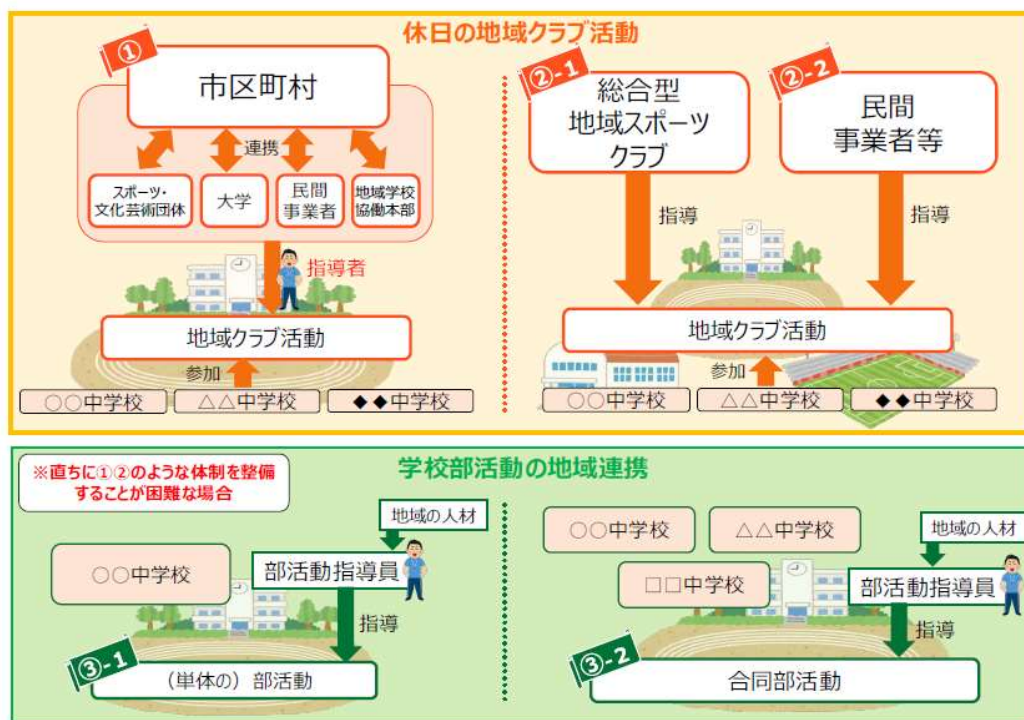 休日の地域クラブ活動
①
市区町村
連携
スポーツ・
文化芸術団体
大学
民間
事業者
地域学校
協働本部
指導者
地域クラブ活動
参加
○○中学校
△△中学校
◆◆中学校
②-1
総合型
地域スポーツ
クラブ
②-2
民間
事業者等
指導
指導
地域クラブ活動
参加
○○中学校
△△中学校
◆◆中学校
学校部活動の地域連携
※直ちに①②のような体制を整備
することが困難な場合
地域の人材
○○中学校
部活動指導員
指導
③-1
（単体の）部活動
○○中学校
△△中学校
地域の人材
□□中学校
部活動指導員
指導
③-2
合同部活動